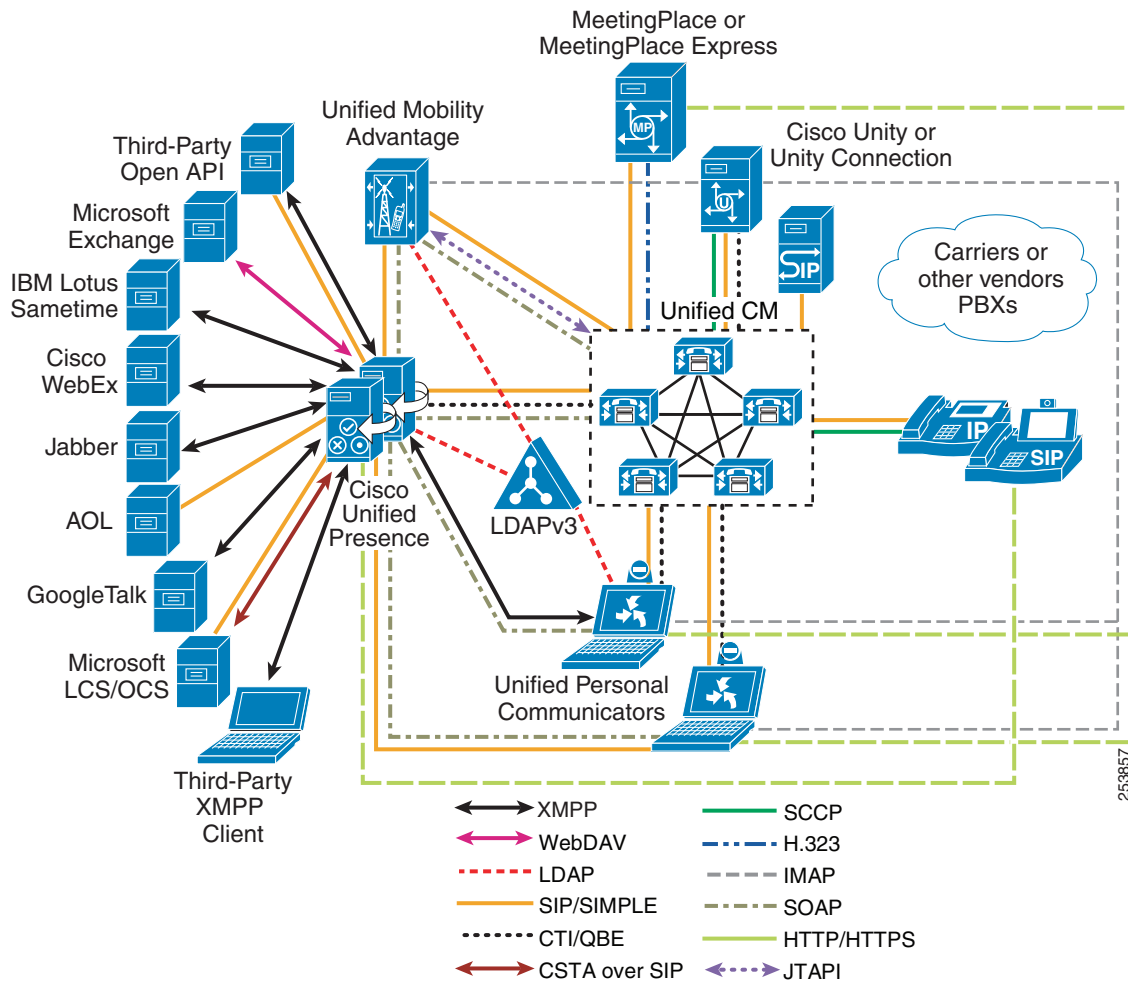 MeetingPlace or
MeetingPlace Express
Unified Mobility
Advantage
Third-Party
Open API
MP
Cisco Unity or
Unity Connection
U
Microsoft
Exchange
SIP
Carriers or
other vendors
PBXs
IBM Lotus
Sametime
Unified CM
Cisco
WebEx
Jabber
IP
SIP
AOL
Cisco
Unified
Presence
LDAPv3
GoogleTalk
Microsoft
LCS/OCS
Unified Personal
Communicators
Third-Party
XMPP
Client
253857
XMPP
WebDAV
LDAP
SIP/SIMPLE
CTI/QBE
CSTA over SIP
SCCP
H.323
IMAP
SOAP
HTTP/HTTPS
JTAPI